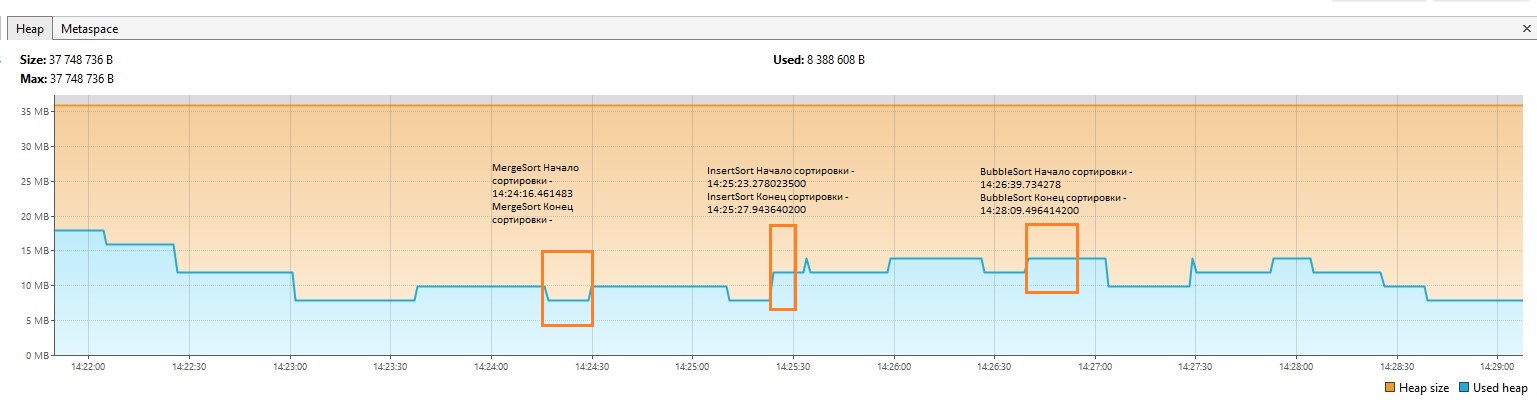 Heap Metaspace ×
Size: 37 748 736 B Used: 8 388 608 B
Max: 37 748 736 B
35 MB
30 MB
25 MB
20 MB
15 MB
10 MB
5 MB
0 MB
MergeSort Начало
сортировки -
14:24:16.461483
MergeSort Конец
сортировки -
InsertSort Начало сортировки -
14:25:23.278023500
InsertSort Конец сортировки -
14:25:27.943640200
BubbleSort Начало сортировки -
14:26:39.734278
BubbleSort Конец сортировки -
14:28:09.496414200
14:22:00 14:22:30 14:23:00 14:23:30 14:24:00 14:24:30 14:25:00 14:25:30 14:26:00 14:26:30 14:27:00 14:27:30 14:28:00 14:28:30 14:29:00
Heap size Used heap